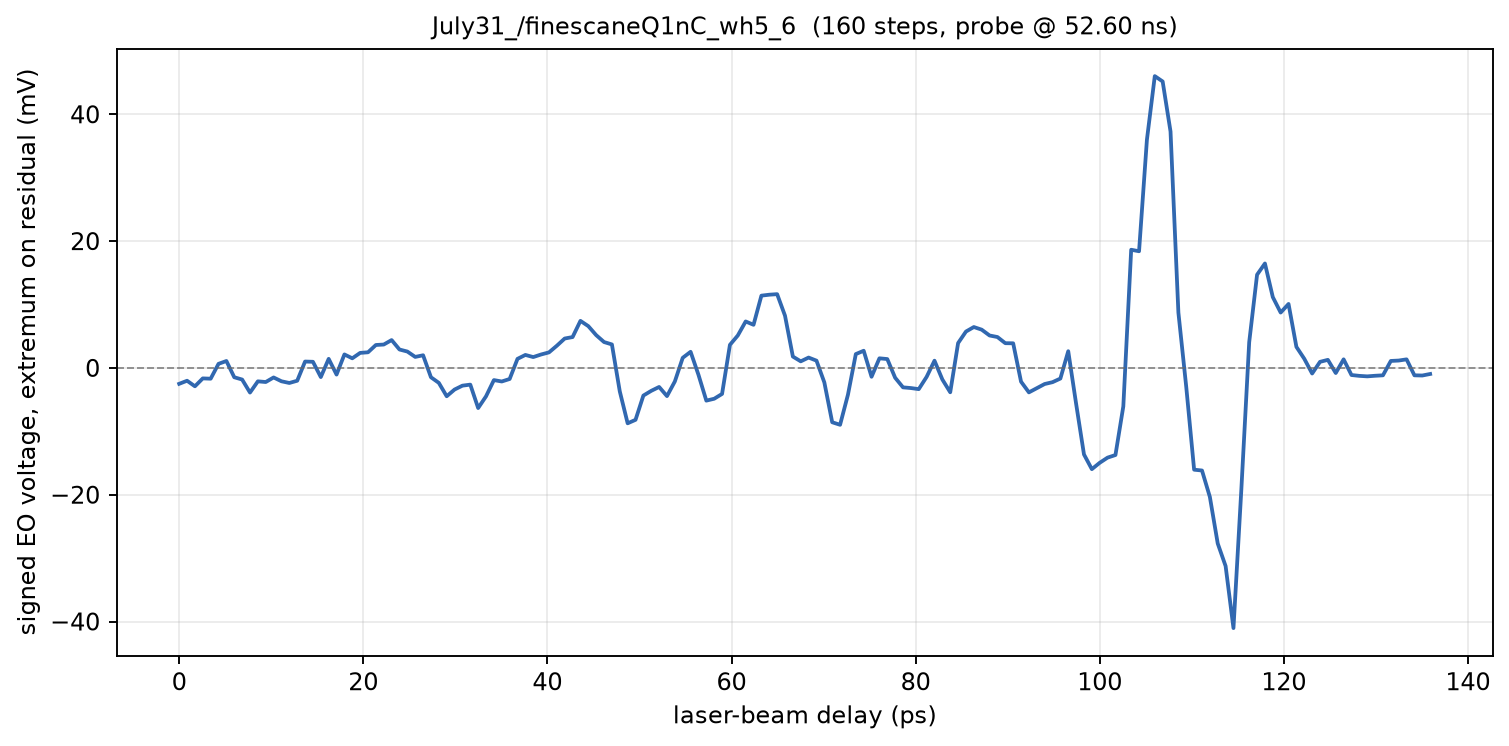 July31_/finescaneQ1nC_wh5_6 (160 steps, probe @ 52.60 ns)
signed EO voltage, extremum on residual (mV)
40
20
0
−20
−40
0 20 40 60 80 100 120 140
laser-beam delay (ps)